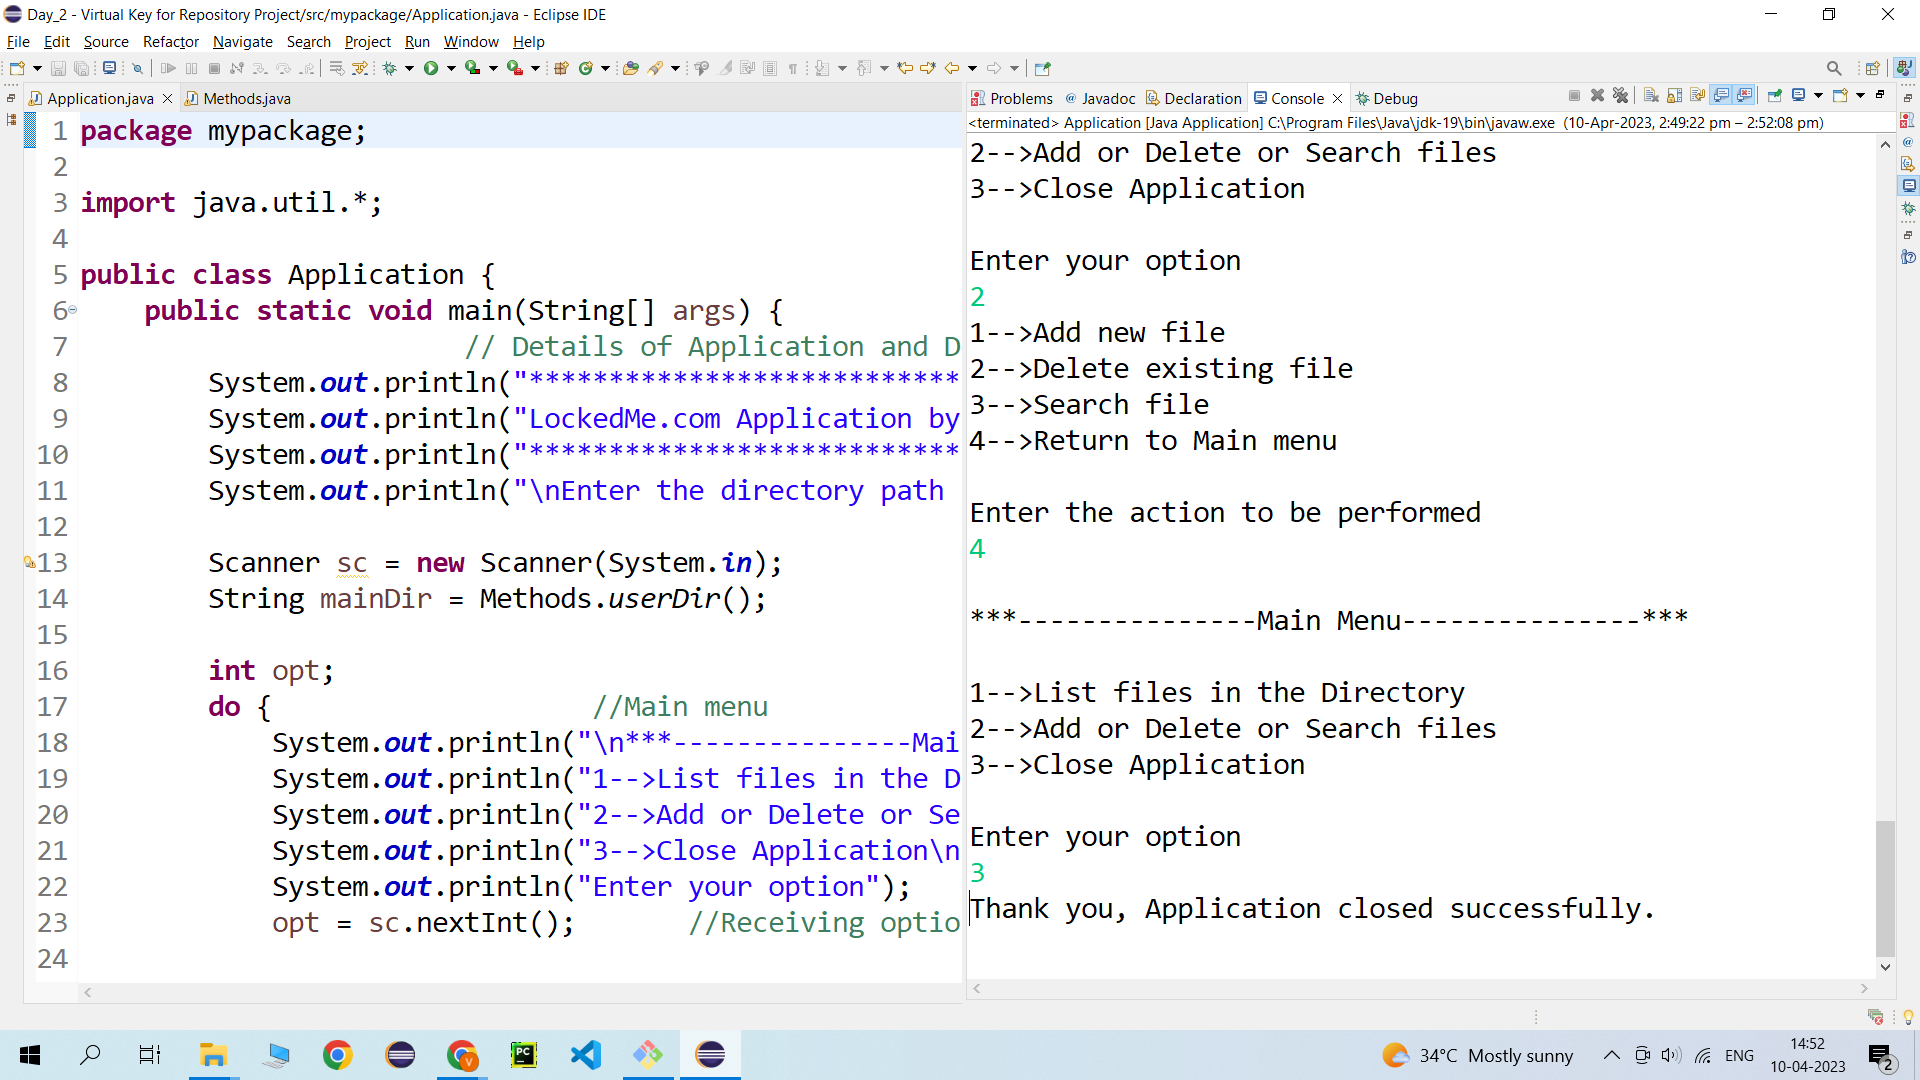 Day_2 - Virtual Key for Repository Project/src/mypackage/Application.java - Eclipse IDE
File Edit Source Refactor Navigate Search Project Run Window Help
Application.java Methods.java
1 package mypackage;
2
3 import java.util.*;
4
5 public class Application {
6 public static void main(String[] args) {
7 // Details of Application and D
8 System.out.println("***************************
9 System.out.println("LockedMe.com Application by
10 System.out.println("***************************
11 System.out.println("\nEnter the directory path
12
13 Scanner sc = new Scanner(System.in);
14 String mainDir = Methods.userDir();
15
16 int opt;
17 do { //Main menu
18 System.out.println("\n***---------------Mai
19 System.out.println("1-->List files in the D
20 System.out.println("2-->Add or Delete or Se
21 System.out.println("3-->Close Application\n
22 System.out.println("Enter your option");
23 opt = sc.nextInt(); //Receiving optio
24
Problems @ Javadoc Declaration Console Debug
<terminated> Application [Java Application] C:\Program Files\Java\jdk-19\bin\javaw.exe (10-Apr-2023, 2:49:22 pm – 2:52:08 pm)
2-->Add or Delete or Search files
3-->Close Application
Enter your option
2
1-->Add new file
2-->Delete existing file
3-->Search file
4-->Return to Main menu
Enter the action to be performed
4
***---------------Main Menu---------------***
1-->List files in the Directory
2-->Add or Delete or Search files
3-->Close Application
Enter your option
3
Thank you, Application closed successfully.
PC
V
34°C Mostly sunny
ENG
14:52
10-04-2023
2